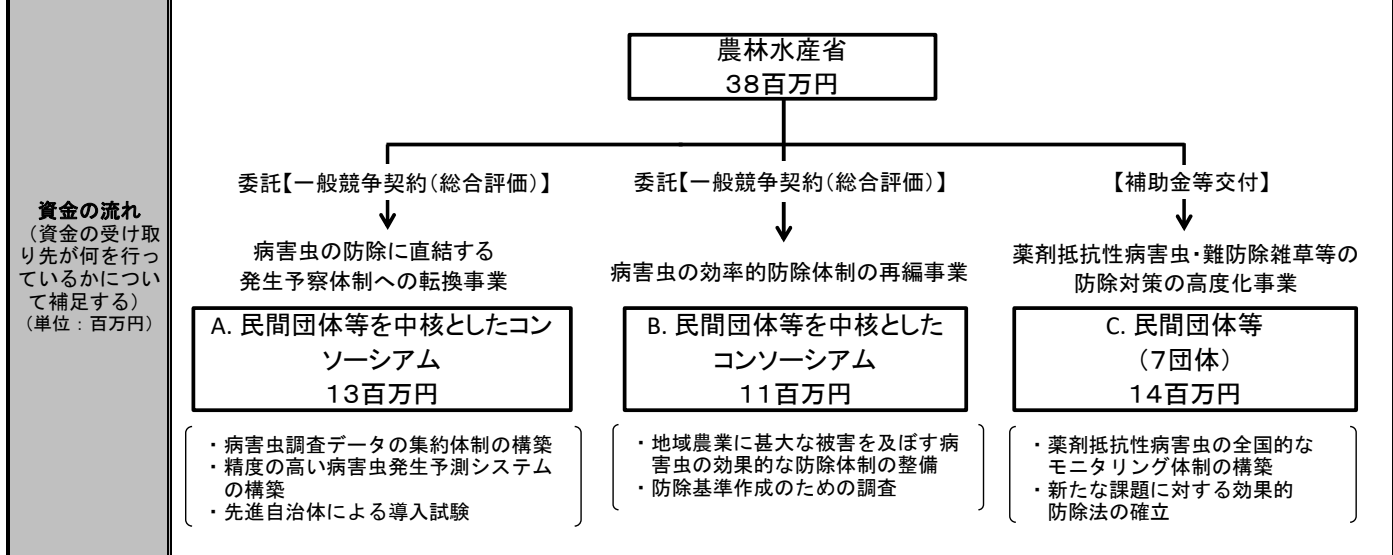 資金の流れ
(資金の受け取
り先が何を行っ
ているかについ
て補足する)
(単位:百万円)
農林水産省
38百万円
委託【一般競争契約(総合評価)】
病害虫の防除に直結する
発生予察体制への転換事業
A. 民間団体等を中核としたコン
ソーシアム
13百万円
・病害虫調査データの集約体制の構築
・精度の高い病害虫発生予測システム
の構築
・先進自治体による導入試験
委託【一般競争契約(総合評価)】
病害虫の効率的防除体制の再編事業
B. 民間団体等を中核とした
コンソーシアム
11百万円
・地域農業に甚大な被害を及ぼす病
害虫の効果的な防除体制の整備
・防除基準作成のための調査
【補助金等交付】
薬剤抵抗性病害虫・難防除雑草等の
防除対策の高度化事業
C. 民間団体等
(7団体)
14百万円
・薬剤抵抗性病害虫の全国的な
モニタリング体制の構築
・新たな課題に対する効果的
防除法の確立